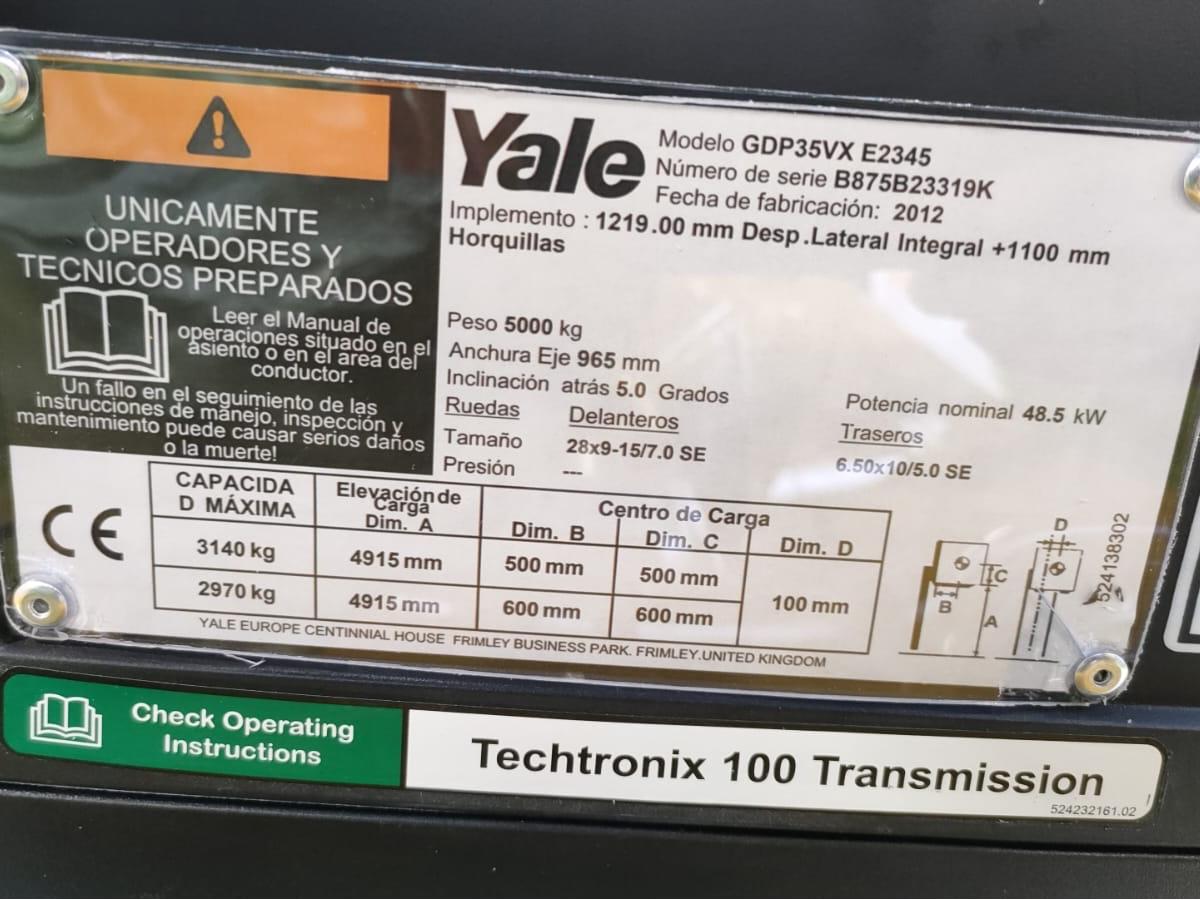 UNICAMENTE
OPERADORES Y
TECNICOS PREPARADOS
Leer el Manual de
operaciones situado en el
asiento o en el area del
conductor.
Un fallo en el seguimiento de las
instrucciones de manejo, inspección y
mantenimiento puede causar serios daños
o la muerte!
Yale
Modelo GDP35VX E2345
Número de serie B875B23319K
Fecha de fabricación: 2012
Implemento : 1219.00 mm Desp.Lateral Integral +1100 mm
Horquillas
Peso 5000 kg
Anchura Eje 965 mm
Inclinación atrás 5.0 Grados
Potencia nominal 48.5 kW
Ruedas Delanteros Traseros
Tamaño 28x9-15/7.0 SE 6.50x10/5.0 SE
Presión ---
CE
CAPACIDA
D MÁXIMA
Elevación de
Carga
Dim. A
Centro de Carga
Dim. B Dim. C Dim. D
3140 kg 4915 mm 500 mm 500 mm
2970 kg 4915 mm 600 mm 600 mm
100 mm
B C A D
524138302
YALE EUROPE CENTINNIAL HOUSE FRIMLEY BUSINESS PARK. FRIMLEY.UNITED KINGDOM
Check Operating
Instructions
Techtronix 100 Transmission
524232161.02